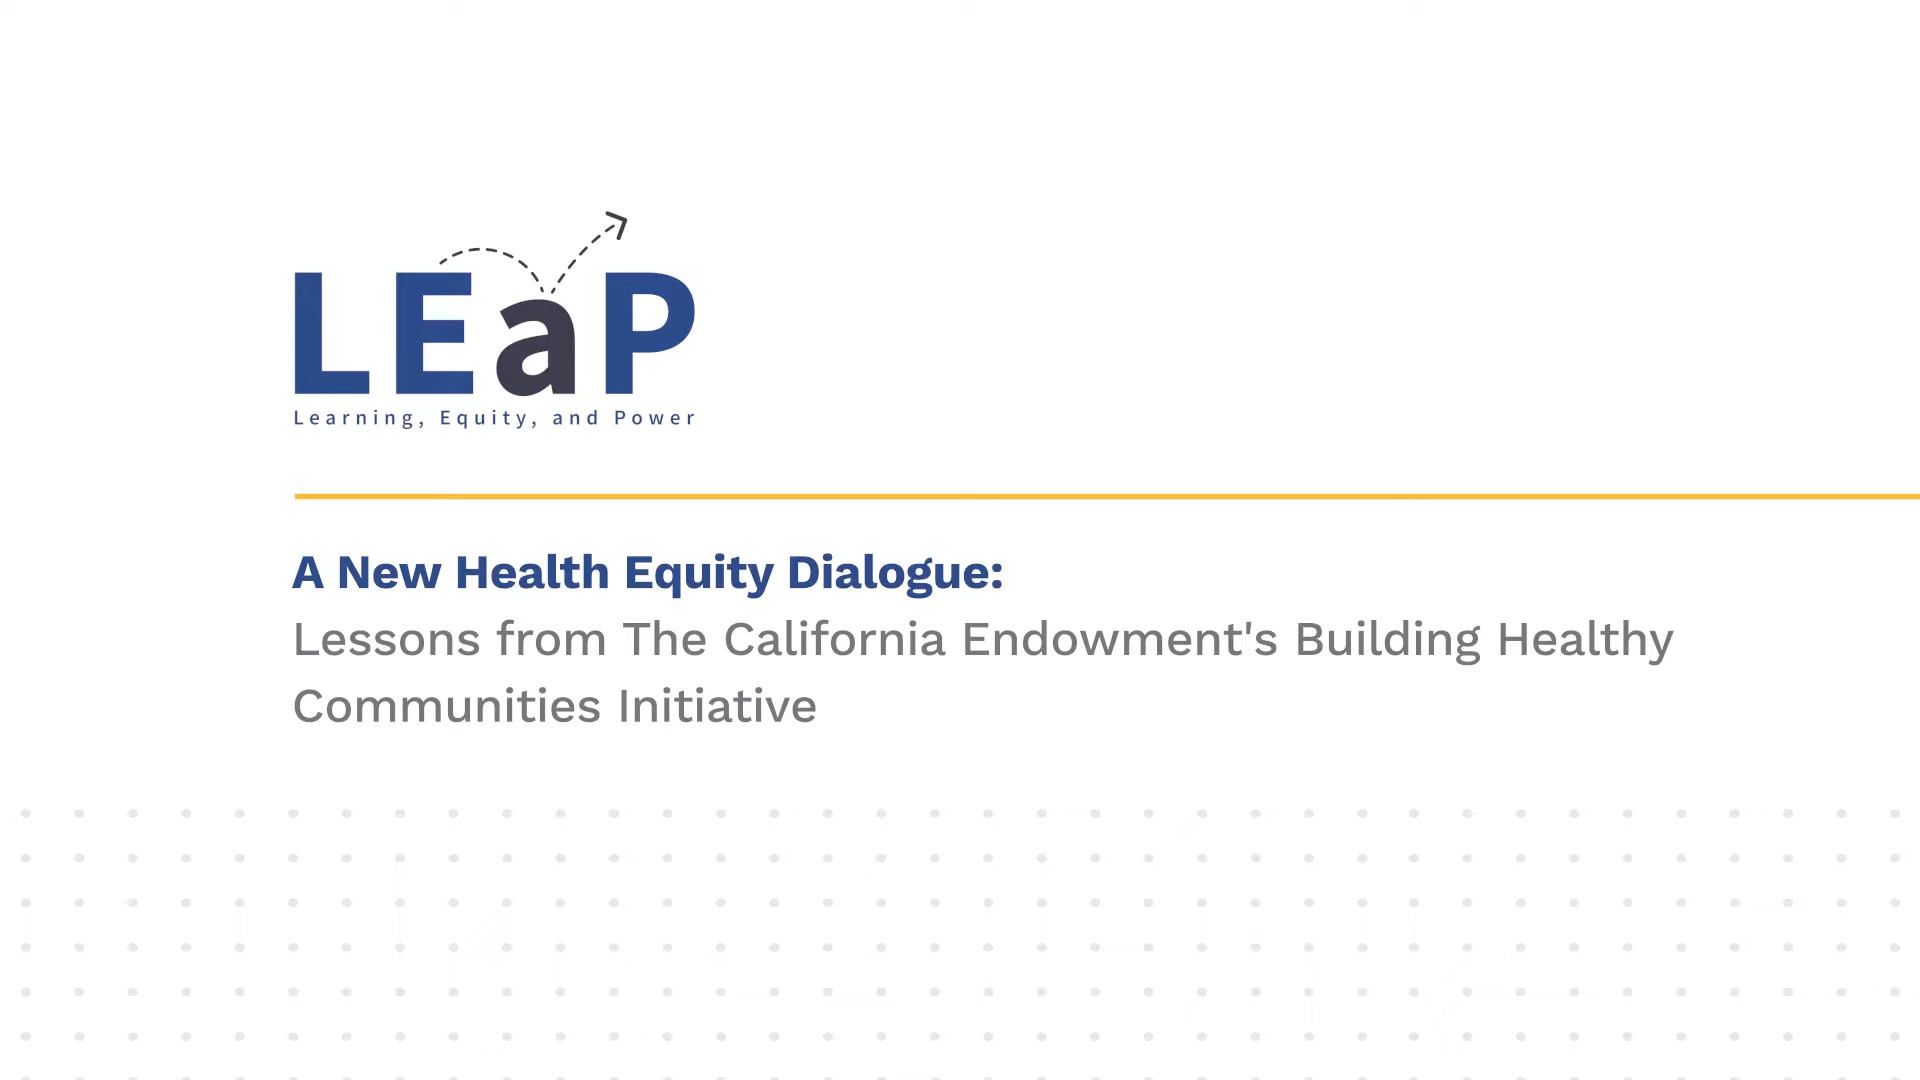 LEaP
Learning, Equity, and Power
A New Health Equity Dialogue:
Lessons from The California Endowment's Building Healthy
Communities Initiative